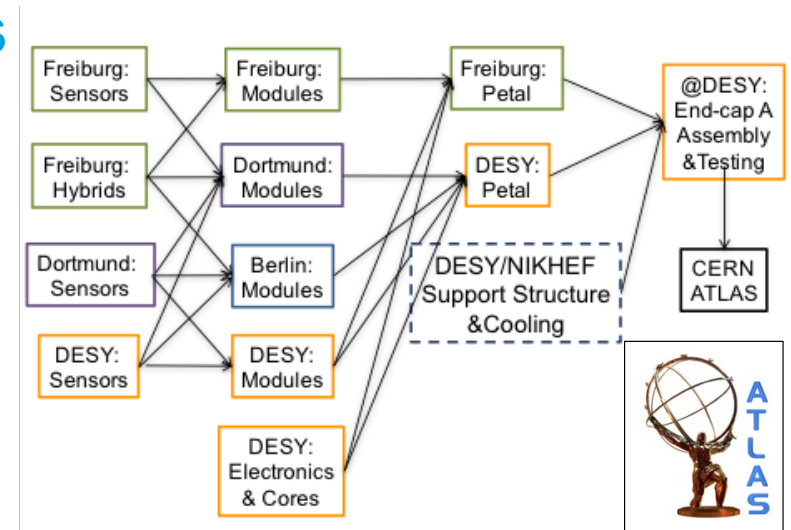 S
Freiburg:
Sensors
Freiburg:
Modules
Freiburg:
Petal
@DESY:
End-cap A
Assembly
&Testing
Freiburg:
Hybrids
Dortmund:
Modules
DESY:
Petal
Dortmund:
Sensors
Berlin:
Modules
DESY/NIKHEF
Support Structure
&Cooling
CERN
ATLAS
DESY:
Sensors
DESY:
Modules
DESY:
Electronics
& Cores
ATLAS